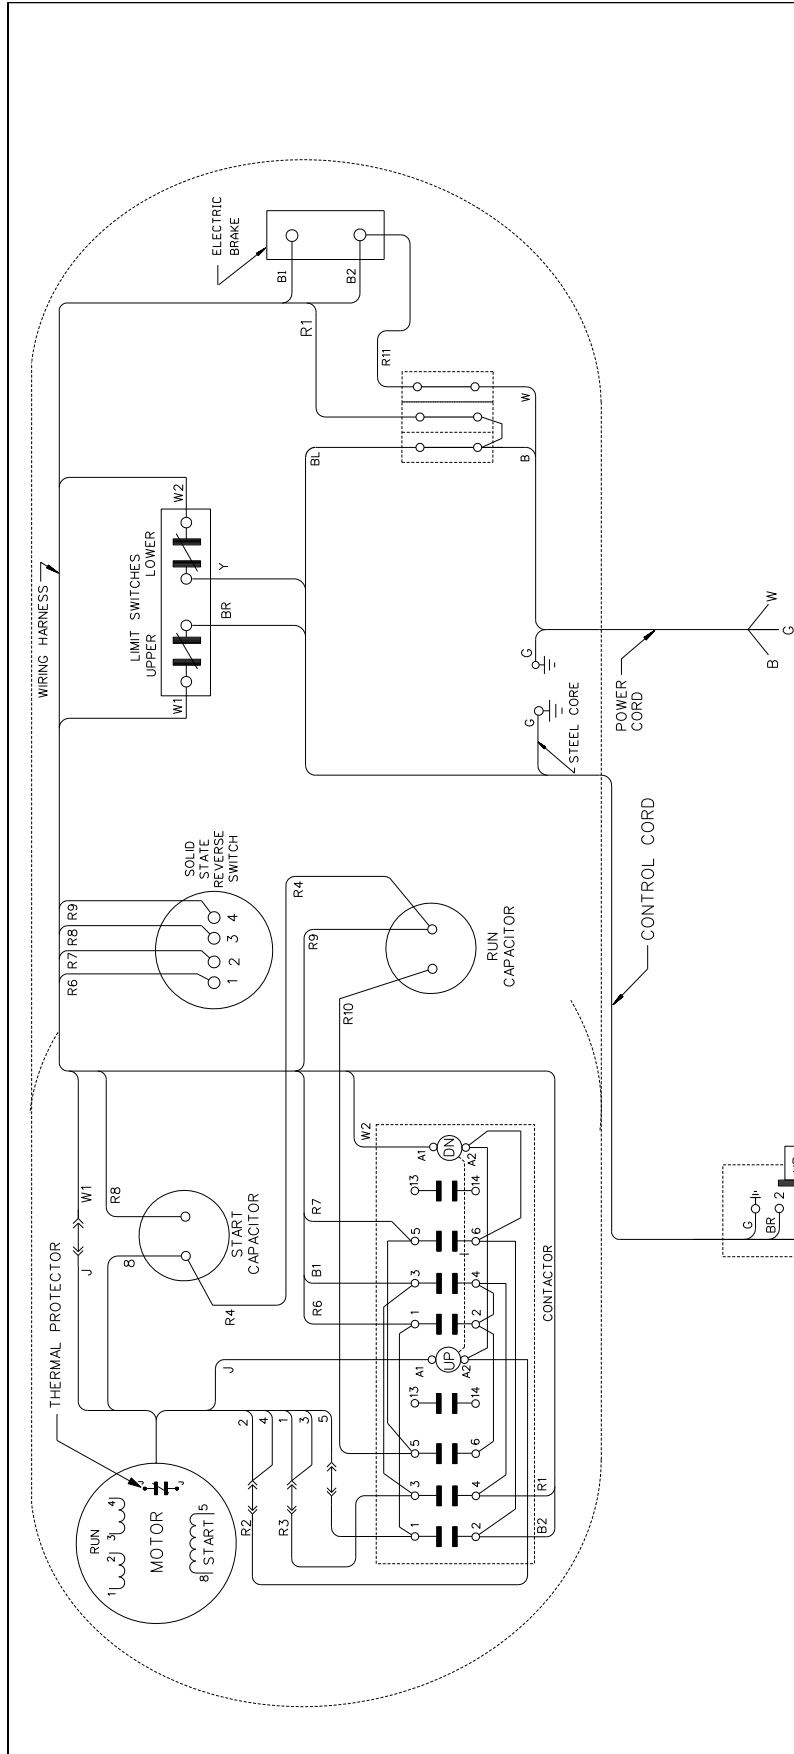 ELECTRIC
BRAKE
B1
B2
R1
R11
W
BL
B
WIRING HARNESS
W2
LIMIT SWITCHES
UPPER
LOWER
W1
Y
BR
G
STEEL CORE
G
POWER
CORD
B
G
W
SOLID
STATE
REVERSE
SWITCH
R9
R8
R7
R6
1
2
3
4
R4
R9
R10
RUN
CAPACITOR
CONTROL CORD
W1
J
R8
8
START
CAPACITOR
R4
THERMAL PROTECTOR
J
J
J
RUN
1
2
3
4
MOTOR
8
START
5
2
4
1
3
5
R2
R3
W2
R7
B1
R6
A1
DN
A2
13
14
5
6
3
4
1
2
A1
UP
A2
13
14
5
6
3
4
1
2
CONTACTOR
R1
B2
G
BR
2